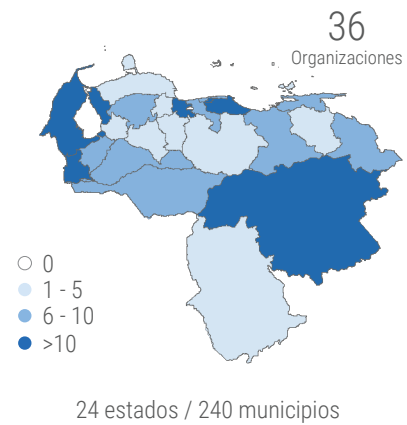 36
Organizaciones
0
1 - 5
6 - 10
>10
24 estados / 240 municipios